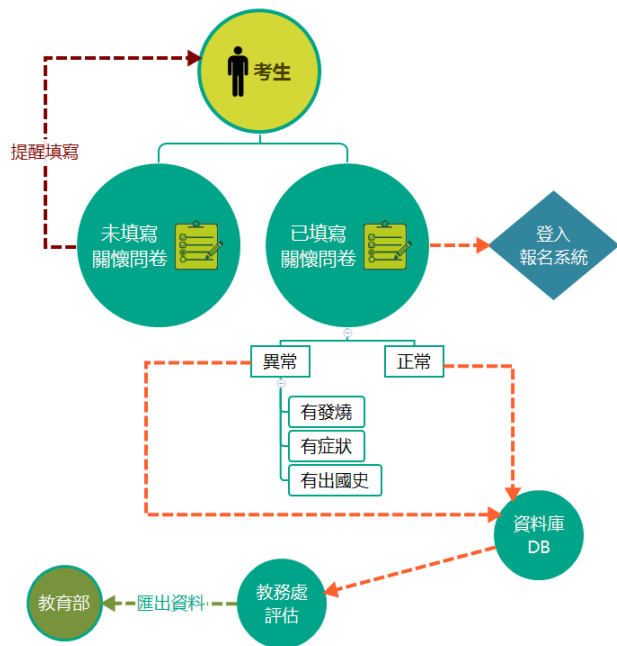 考生
提醒填寫
未填寫
關懷問卷
已填寫
關懷問卷
登入
報名系統
異常
正常
有發燒
有症狀
有出國史
資料庫
DB
教務處
評估
匯出資料
教育部